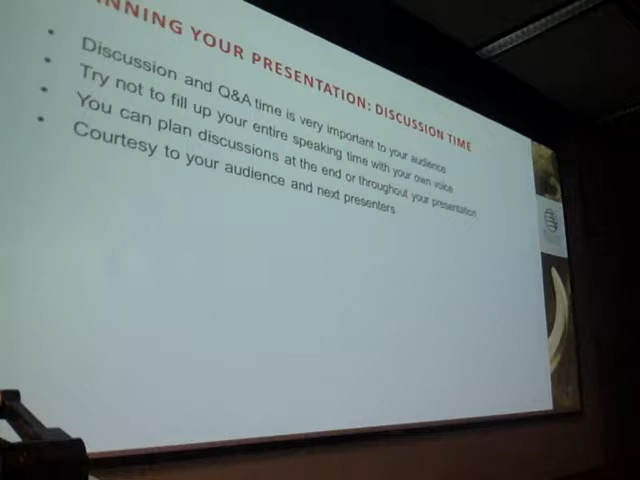 NNING YOUR PRESENTATION: DISCUSSION TIME
• Discussion and Q&A time is very important to your audience
• Try not to fill up your entire speaking time with your own voice
• You can plan discussions at the end or throughout your presentation
• Courtesy to your audience and next presenters